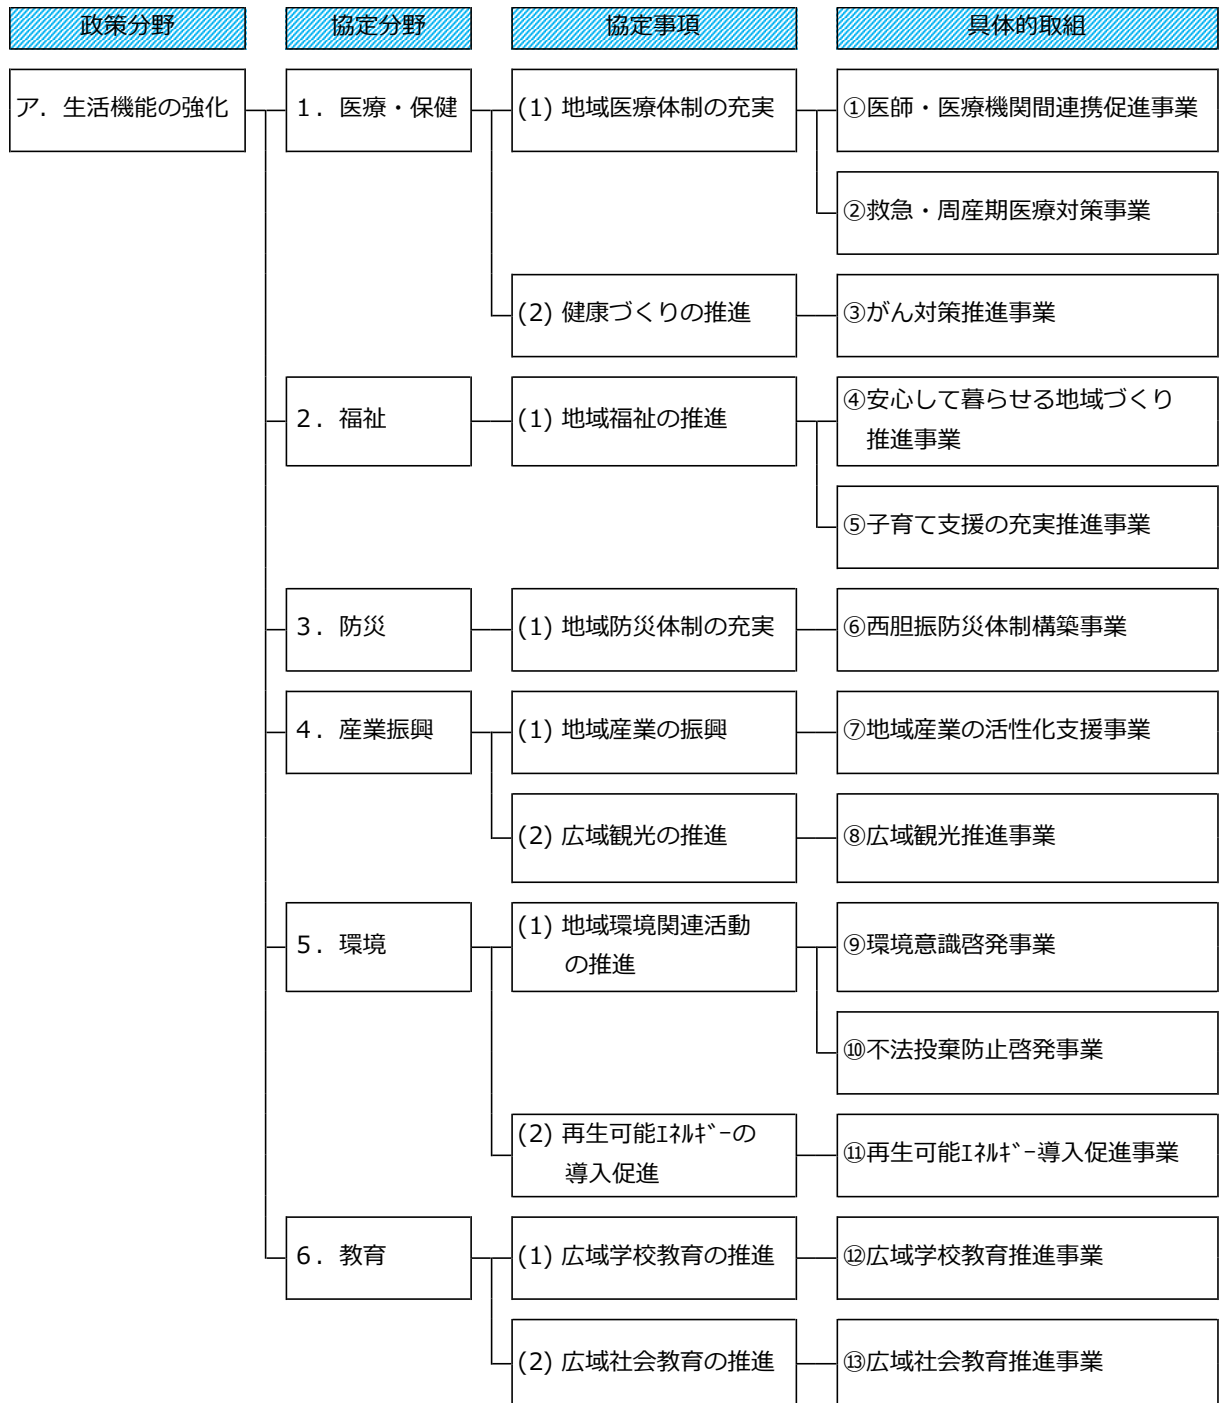 政策分野
協定分野
協定事項
具体的取組
ア．生活機能の強化
１．医療・保健
(1) 地域医療体制の充実
①医師・医療機関間連携促進事業
②救急・周産期医療対策事業
(2) 健康づくりの推進
③がん対策推進事業
２．福祉
(1) 地域福祉の推進
④安心して暮らせる地域づくり
推進事業
⑤子育て支援の充実推進事業
３．防災
(1) 地域防災体制の充実
⑥西胆振防災体制構築事業
４．産業振興
(1) 地域産業の振興
⑦地域産業の活性化支援事業
(2) 広域観光の推進
⑧広域観光推進事業
５．環境
(1) 地域環境関連活動
の推進
⑨環境意識啓発事業
⑩不法投棄防止啓発事業
(2) 再生可能ｴﾈﾙｷﾞｰの
導入促進
⑪再生可能ｴﾈﾙｷﾞｰ導入促進事業
６．教育
(1) 広域学校教育の推進
⑫広域学校教育推進事業
(2) 広域社会教育の推進
⑬広域社会教育推進事業